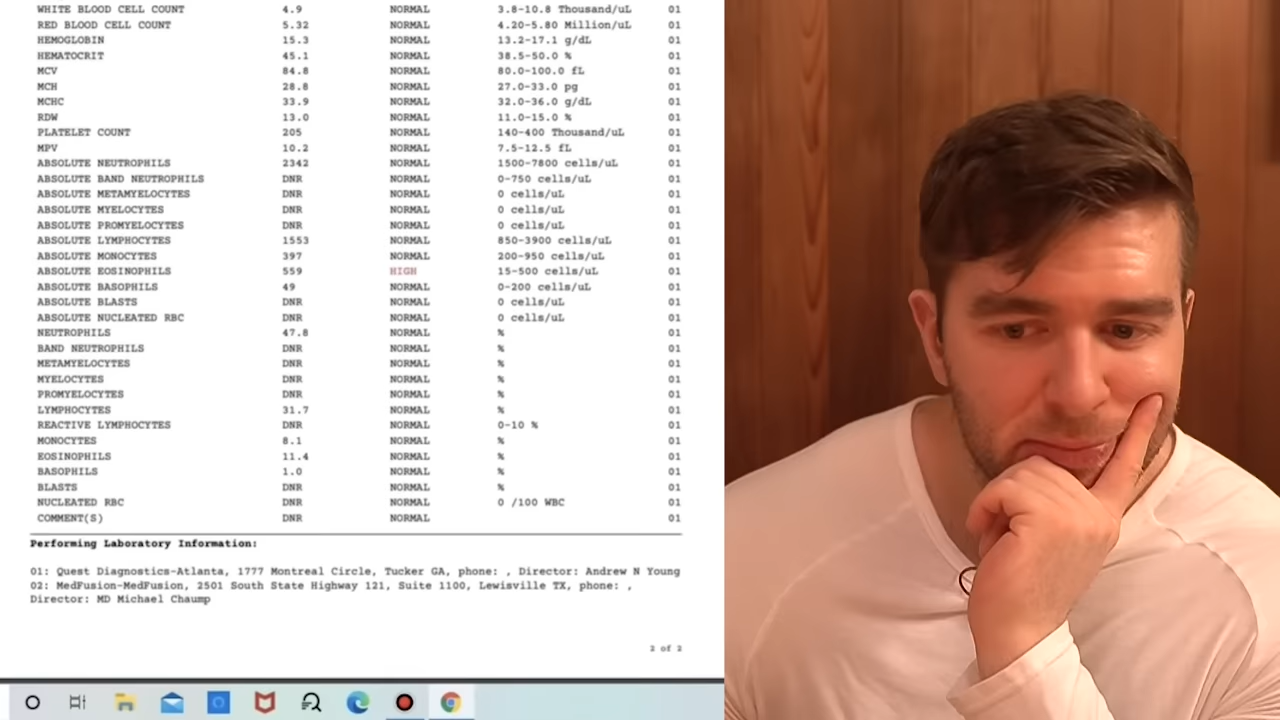 WHITE BLOOD CELL COUNT 4.9 NORMAL 3.8-10.8 Thousand/uL 01
RED BLOOD CELL COUNT 5.32 NORMAL 4.20-5.80 Million/uL 01
HEMOGLOBIN 15.3 NORMAL 13.2-17.1 g/dL 01
HEMATOCRIT 45.1 NORMAL 38.5-50.0 % 01
MCV 84.8 NORMAL 80.0-100.0 fL 01
MCH 28.8 NORMAL 27.0-33.0 pg 01
MCHC 33.9 NORMAL 32.0-36.0 g/dL 01
RDW 13.0 NORMAL 11.0-15.0 % 01
PLATELET COUNT 205 NORMAL 140-400 Thousand/uL 01
MPV 10.2 NORMAL 7.5-12.5 fL 01
ABSOLUTE NEUTROPHILS 2342 NORMAL 1500-7800 cells/uL 01
ABSOLUTE BAND NEUTROPHILS DNR NORMAL 0-750 cells/uL 01
ABSOLUTE METAMYELOCYTES DNR NORMAL 0 cells/uL 01
ABSOLUTE MYELOCYTES DNR NORMAL 0 cells/uL 01
ABSOLUTE PROMYELOCYTES DNR NORMAL 0 cells/uL 01
ABSOLUTE LYMPHOCYTES 1553 NORMAL 850-3900 cells/uL 01
ABSOLUTE MONOCYTES 397 NORMAL 200-950 cells/uL 01
ABSOLUTE EOSINOPHILS 559 HIGH 15-500 cells/uL 01
ABSOLUTE BASOPHILS 49 NORMAL 0-200 cells/uL 01
ABSOLUTE BLASTS DNR NORMAL 0 cells/uL 01
ABSOLUTE NUCLEATED RBC DNR NORMAL 0 cells/uL 01
NEUTROPHILS 47.8 NORMAL % 01
BAND NEUTROPHILS DNR NORMAL % 01
METAMYELOCYTES DNR NORMAL % 01
MYELOCYTES DNR NORMAL % 01
PROMYELOCYTES DNR NORMAL % 01
LYMPHOCYTES 31.7 NORMAL % 01
REACTIVE LYMPHOCYTES DNR NORMAL 0-10 % 01
MONOCYTES 8.1 NORMAL % 01
EOSINOPHILS 11.4 NORMAL % 01
BASOPHILS 1.0 NORMAL % 01
BLASTS DNR NORMAL % 01
NUCLEATED RBC DNR NORMAL 0 /100 WBC 01
COMMENT(S) DNR NORMAL 01
Performing Laboratory Information:
01: Quest Diagnostics-Atlanta, 1777 Montreal Circle, Tucker GA, phone: , Director: Andrew N Young
02: MedFusion-MedFusion, 2501 South State Highway 121, Suite 1100, Lewisville TX, phone: ,
Director: MD Michael Chaump
2 of 2